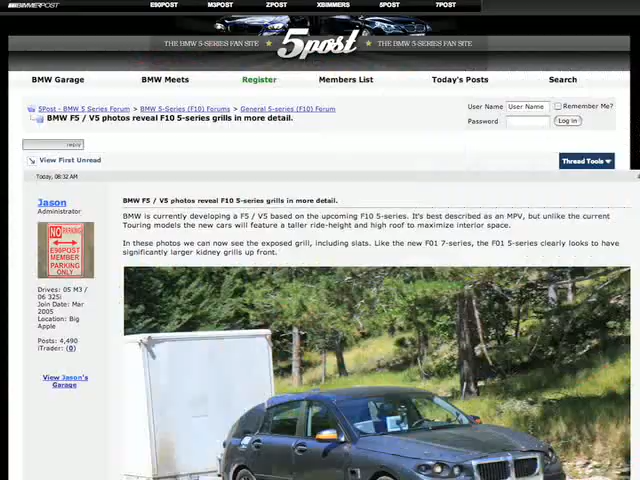 BIMMERPOST E90POST M3POST ZPOST XBIMMERS 5POST 7POST
THE BMW 5-SERIES FAN SITE ★ 5post ★ THE BMW 5-SERIES FAN SITE
BMW Garage BMW Meets Register Members List Today's Posts Search
5Post - BMW 5 Series Forum > BMW 5-Series (F10) Forums > General 5-series (F10) Forum
BMW F5 / V5 photos reveal F10 5-series grills in more detail.
User Name User Name Remember Me?
Password Log in
reply
View First Unread
Thread Tools
Today, 08:32 AM
Jason
Administrator
NO PARKING
E90POST
MEMBER
PARKING
ONLY
Drives: 05 M3 /
06 325i
Join Date: Mar
2005
Location: Big
Apple
Posts: 4,490
iTrader: (0)
View Jason's
Garage
BMW F5 / V5 photos reveal F10 5-series grills in more detail.
BMW is currently developing a F5 / V5 based on the upcoming F10 5-series. It's best described as an MPV, but unlike the current
Touring models the new cars will feature a taller ride-height and high roof to maximize interior space.
In these photos we can now see the exposed grill, including slats. Like the new F01 7-series, the F01 5-series clearly looks to have
significantly larger kidney grills up front.